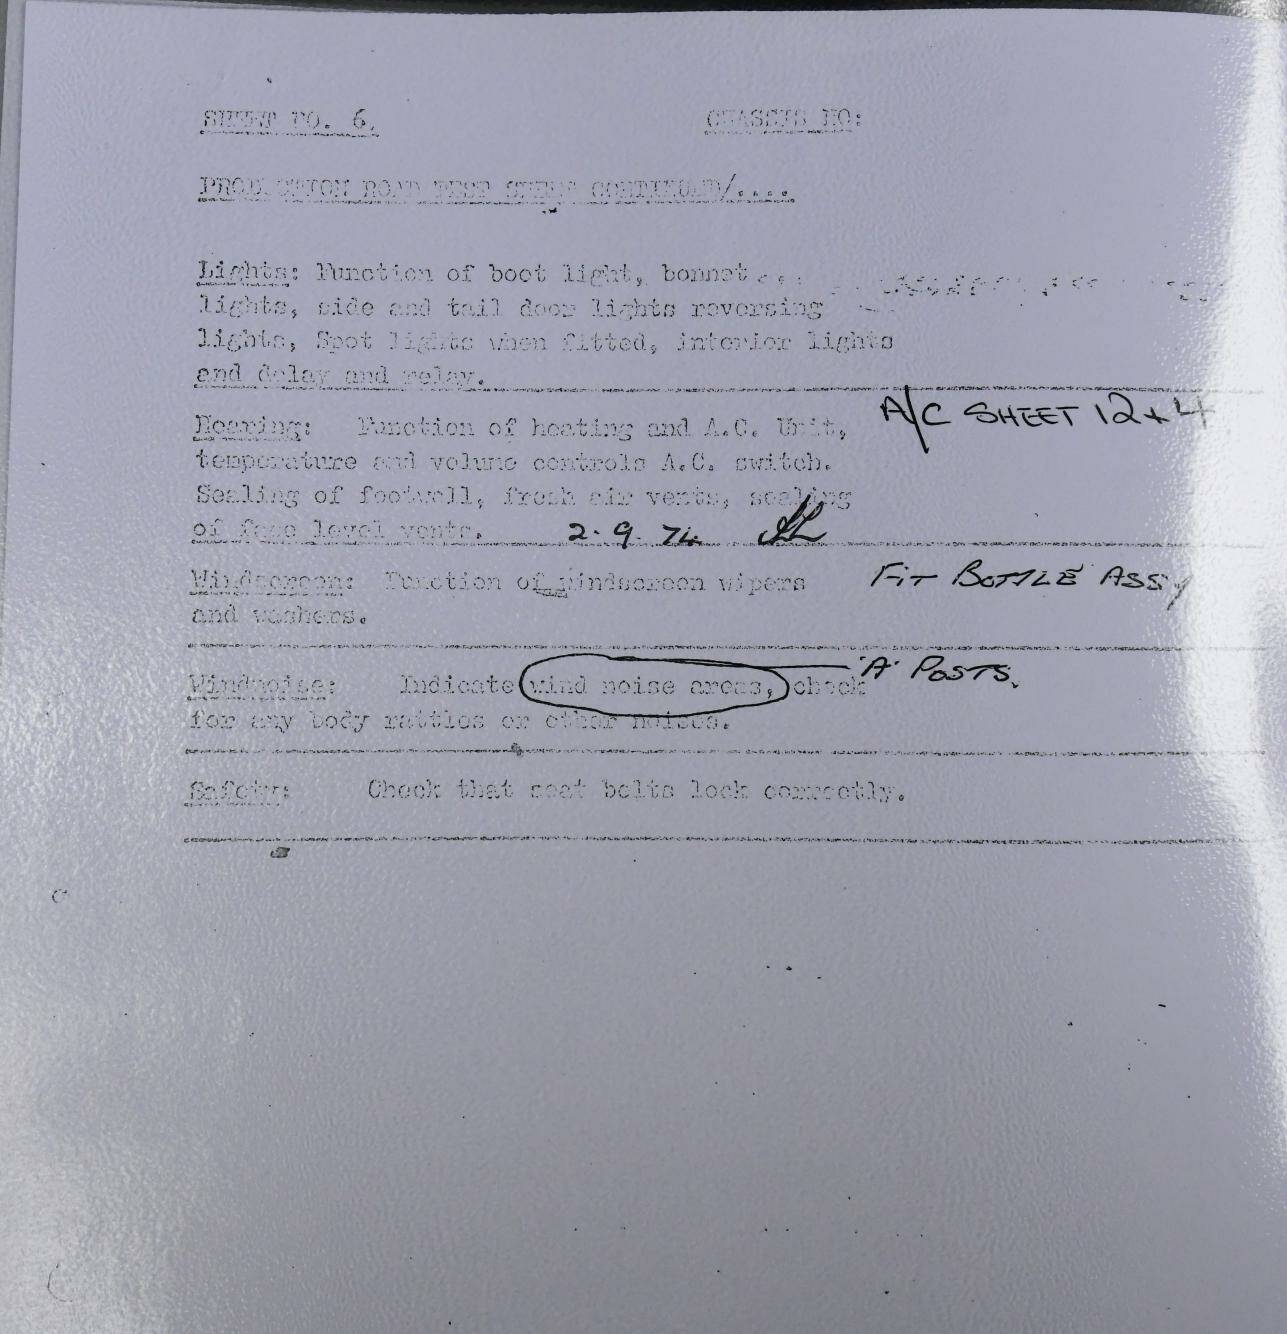 SHEET NO. 6.
CHASSIS NO:
PRODUCTION ROAD TEST SHEET CONTINUED/....
Lights: Function of boot light, bonnet
lights, side and tail door lights reversing
lights, Spot lights when fitted, interior lights
and delay and relay.
A/C SHEET 12+4
Heating: Function of heating and A.C. Unit,
temperature and volume controls A.C. switch.
Sealing of footwell, fresh air vents, sealing
of face level vents. 2.9.74
Windscreen: Function of windscreen wipers FIT BOTTLE ASSY
and washers.
Windnoise: Indicate wind noise areas, check 'A' POSTS.
for any body rattles or other noises.
Safety: Check that seat belts lock correctly.